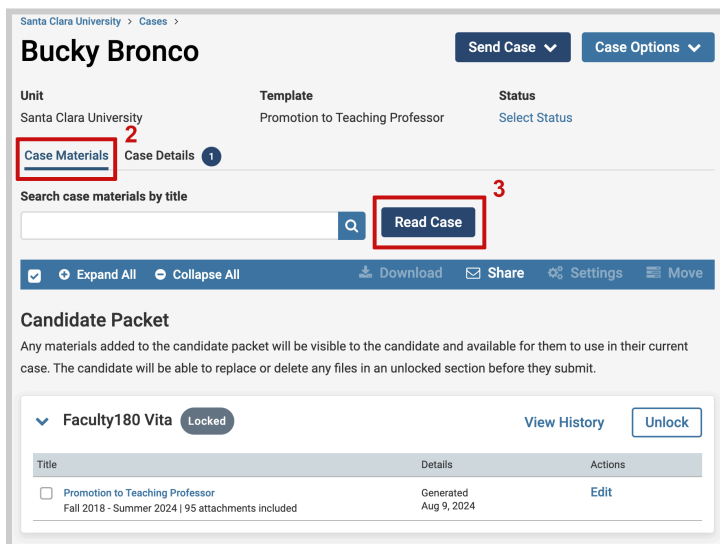 Santa Clara University > Cases >
Bucky Bronco
Send Case
Case Options
Unit
Template
Status
Santa Clara University
Promotion to Teaching Professor
Select Status
2
Case Materials
Case Details 1
Search case materials by title
3
Read Case
Expand All
Collapse All
Download
Share
Settings
Move
Candidate Packet
Any materials added to the candidate packet will be visible to the candidate and available for them to use in their current
case. The candidate will be able to replace or delete any files in an unlocked section before they submit.
Faculty180 Vita Locked
View History
Unlock
Title
Details
Actions
Promotion to Teaching Professor
Generated
Edit
Fall 2018 - Summer 2024 | 95 attachments included
Aug 9, 2024